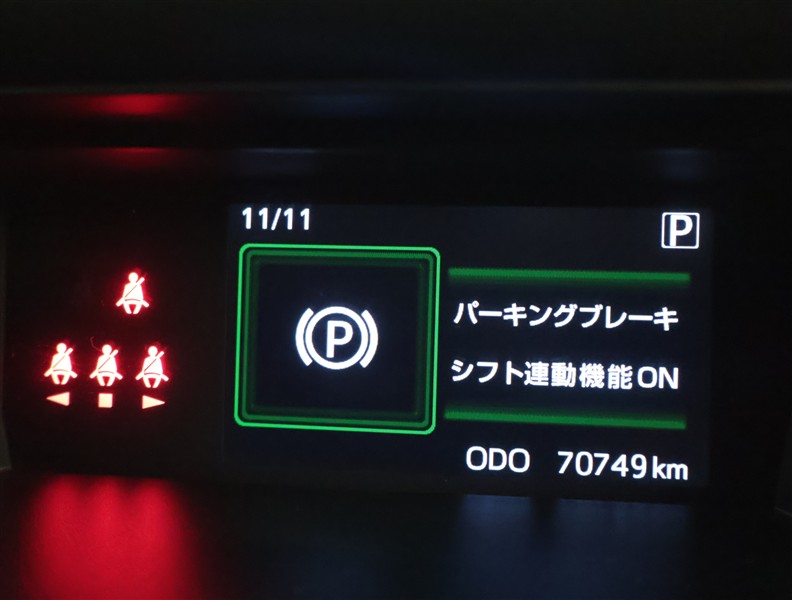 11/11
P
P
パーキングブレーキ
シフト連動機能ON
ODO 70749km